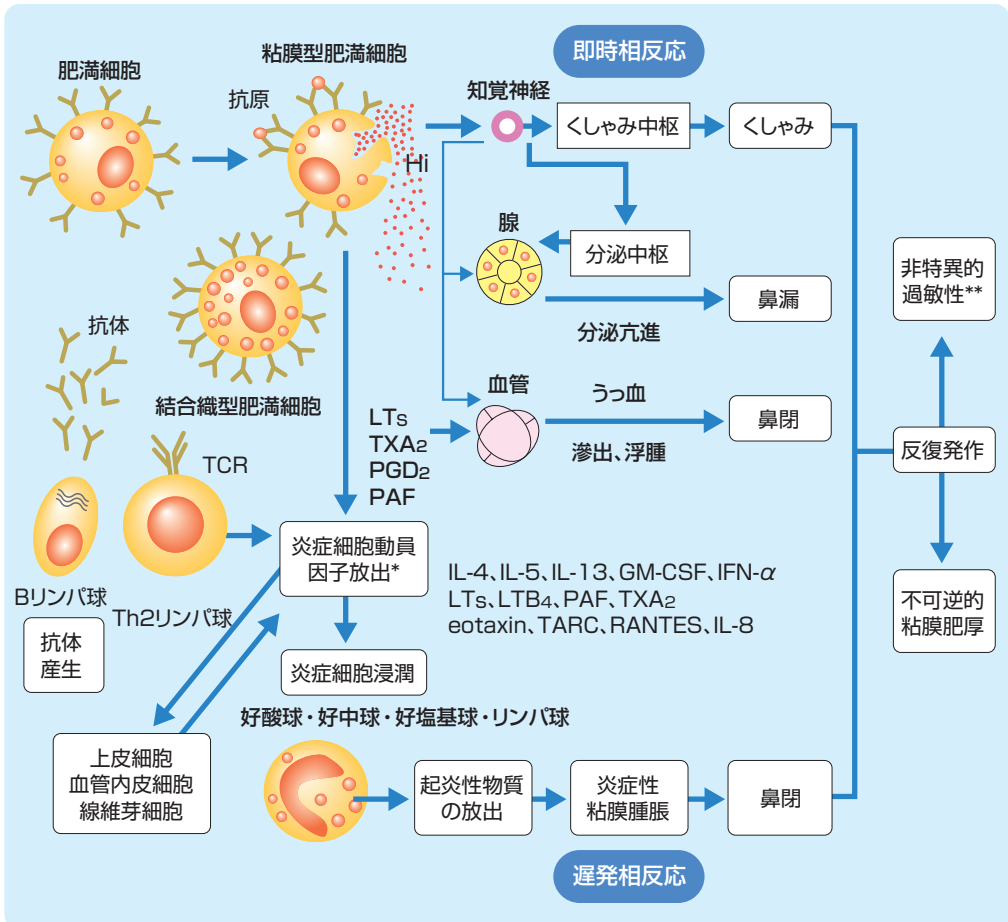 即時相反応
肥満細胞
粘膜型肥満細胞
抗原
Hi
知覚神経
くしゃみ中枢
くしゃみ
腺
分泌中枢
分泌亢進
鼻漏
非特異的
過敏性**
抗体
結合織型肥満細胞
血管
うっ血
滲出、浮腫
鼻閉
反復発作
LTs
TXA2
PGD2
PAF
TCR
Bリンパ球
Th2リンパ球
抗体
産生
炎症細胞動員
因子放出*
IL-4、IL-5、IL-13、GM-CSF、IFN-α
LTs、LTB4、PAF、TXA2
eotaxin、TARC、RANTES、IL-8
不可逆的
粘膜肥厚
炎症細胞浸潤
好酸球・好中球・好塩基球・リンパ球
上皮細胞
血管内皮細胞
線維芽細胞
起炎性物質
の放出
炎症性
粘膜腫脹
鼻閉
遅発相反応